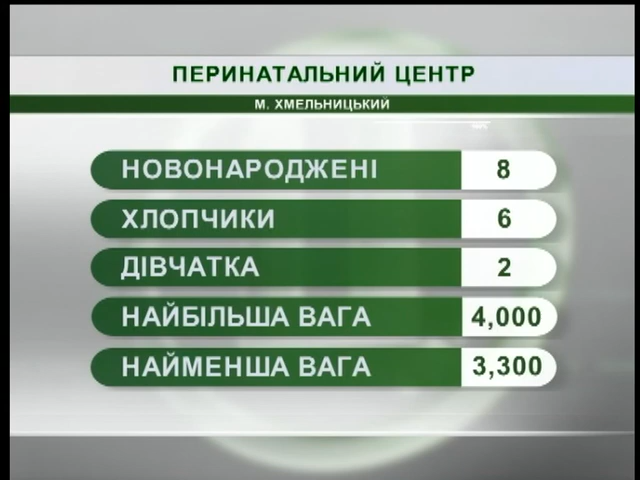 ПЕРИНАТАЛЬНИЙ ЦЕНТР
М. ХМЕЛЬНИЦЬКИЙ
НОВОНАРОДЖЕНІ 8
ХЛОПЧИКИ 6
ДІВЧАТКА 2
НАЙБІЛЬША ВАГА 4,000
НАЙМЕНША ВАГА 3,300